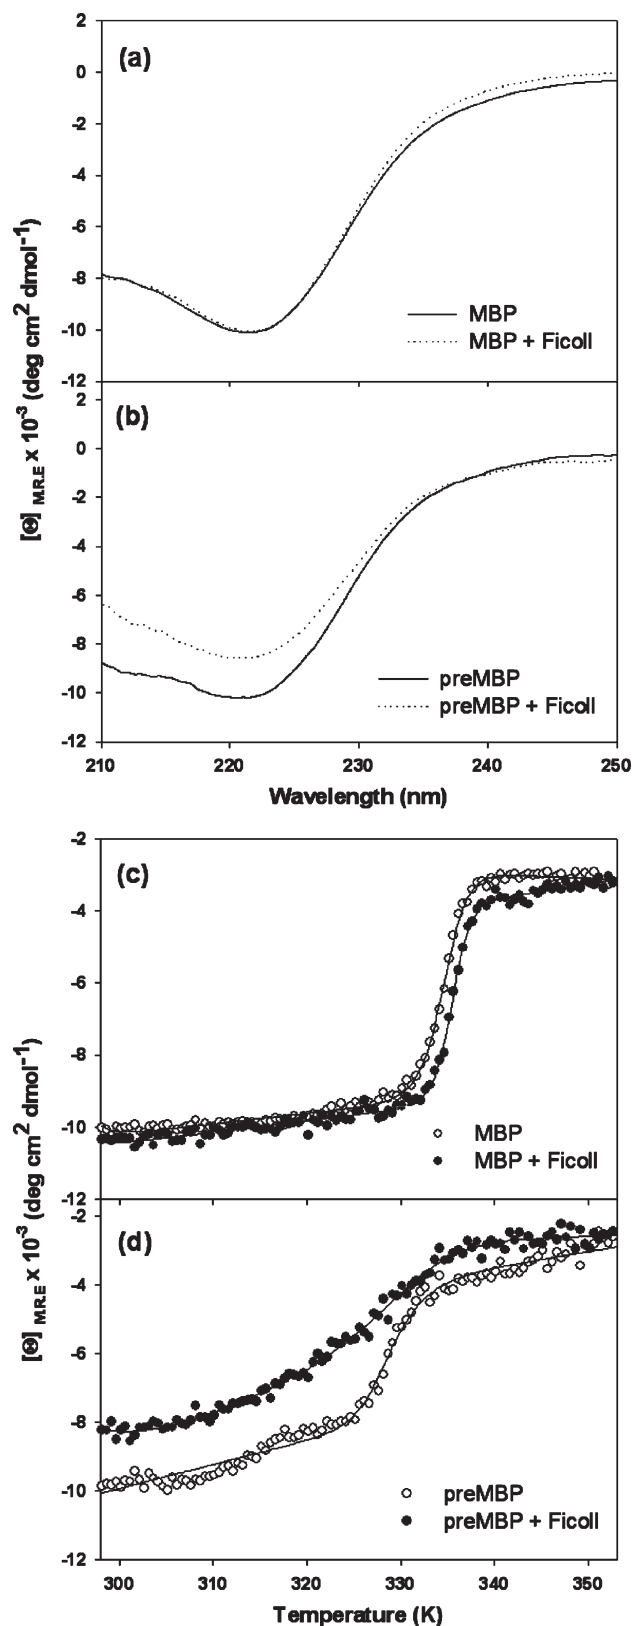 2
(a)
0
-2
-4
-6
-8
-10
-12
MBP
MBP + Ficoll
[Θ] M.R.E x 10-3 (deg cm2 dmol-1)
2
(b)
0
-2
-4
-6
-8
-10
-12
preMBP
preMBP + Ficoll
210 220 230 240 250
Wavelength (nm)
-2
(c)
-4
-6
-8
-10
-12
MBP
MBP + Ficoll
[Θ] M.R.E x 10-3 (deg cm2 dmol-1)
-2
(d)
-4
-6
-8
-10
-12
preMBP
preMBP + Ficoll
300 310 320 330 340 350
Temperature (K)